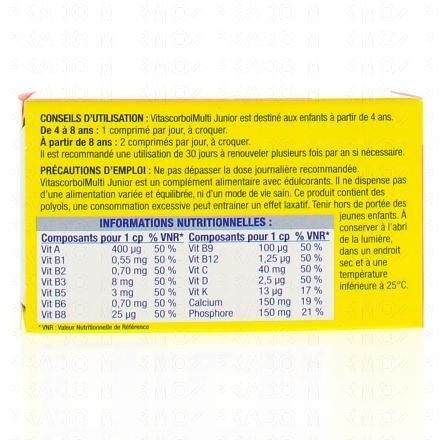 CONSEILS D'UTILISATION : VitascorbolMulti Junior est destiné aux enfants à partir de 4 ans.
De 4 à 8 ans : 1 comprimé par jour, à croquer.
À partir de 8 ans : 2 comprimés par jour, à croquer.
Il est recommandé une utilisation de 30 jours à renouveler plusieurs fois par an si nécessaire.
PRÉCAUTIONS D'EMPLOI : Ne pas dépasser la dose journalière recommandée.
VitascorbolMulti Junior est un complément alimentaire avec édulcorants. Il ne dispense pas
d'une alimentation variée et équilibrée, ni d'un mode de vie sain. Ce produit contient des
polyols, une consommation excessive peut entrainer un effet laxatif. Tenir hors de portée des
jeunes enfants. À
conserver à l'abri
de la lumière,
dans un endroit
sec et à une
température
inférieure à 25°C.
INFORMATIONS NUTRITIONNELLES :
Composants pour 1 cp % VNR* Composants pour 1 cp % VNR*
Vit A 400 µg 50 % Vit B9 100 µg 50 %
Vit B1 0,55 mg 50 % Vit B12 1,25 µg 50 %
Vit B2 0,70 mg 50 % Vit C 40 mg 50 %
Vit B3 8 mg 50 % Vit D 2,5 µg 50 %
Vit B5 3 mg 50 % Vit K 13 µg 17 %
Vit B6 0,70 mg 50 % Calcium 150 mg 19 %
Vit B8 25 µg 50 % Phosphore 150 mg 21 %
* VNR : Valeur Nutritionnelle de Référence